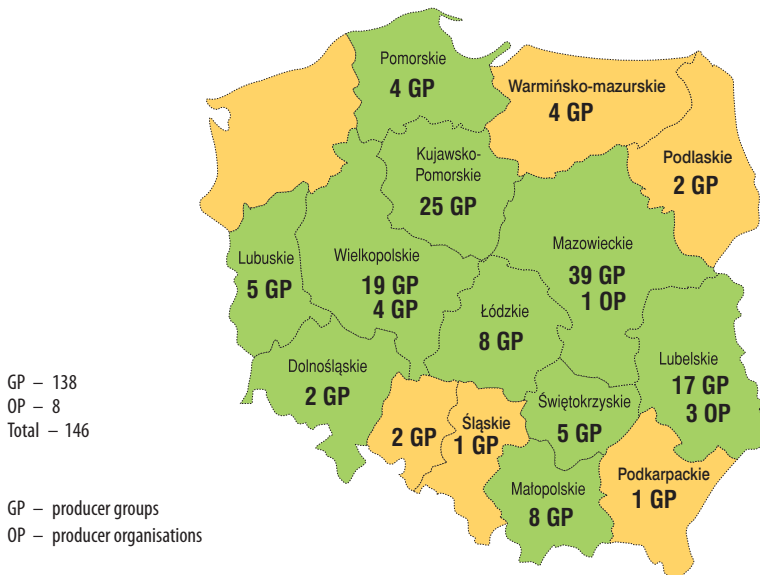 Pomorskie
4 GP
Warmińsko-mazurskie
4 GP
Podlaskie
2 GP
Kujawsko-
Pomorskie
25 GP
Mazowieckie
39 GP
1 OP
Lubuskie
5 GP
Wielkopolskie
19 GP
4 GP
Łódzkie
8 GP
Lubelskie
17 GP
3 OP
Dolnośląskie
2 GP
2 GP
Śląskie
1 GP
Świętokrzyskie
5 GP
Małopolskie
8 GP
Podkarpackie
1 GP
GP – 138
OP – 8
Total – 146
GP – producer groups
OP – producer organisations